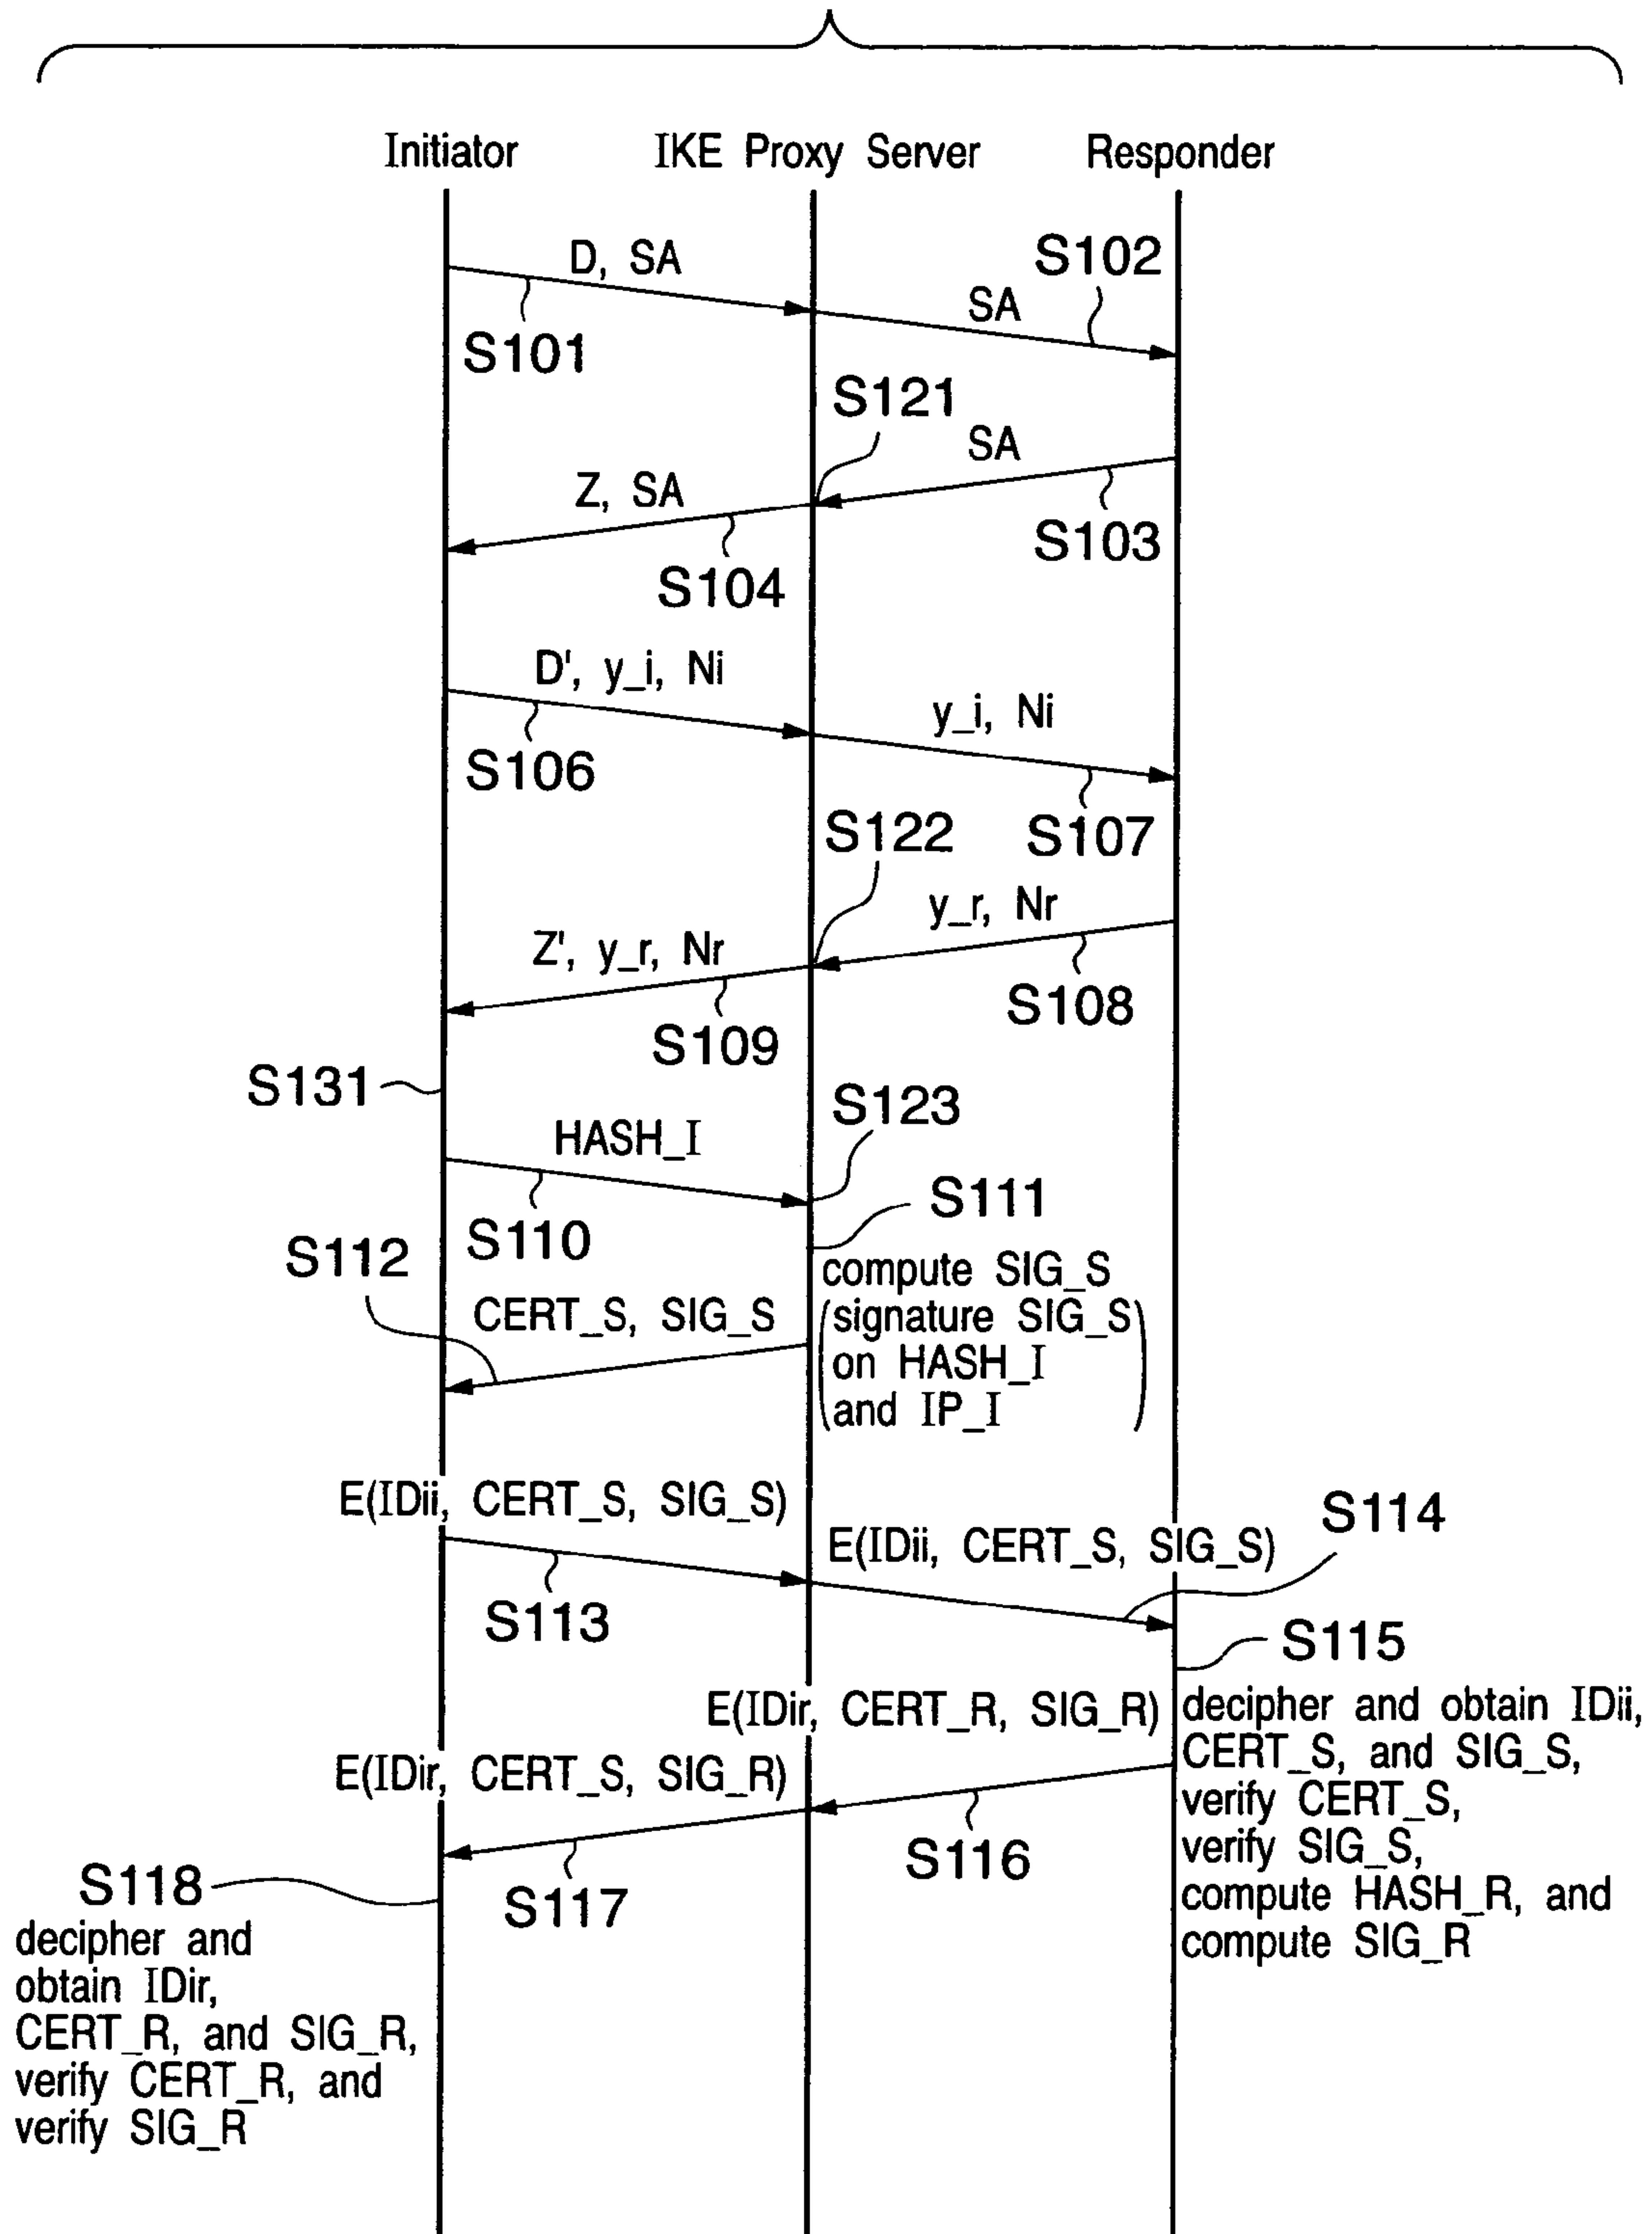 Initiator IKE Proxy Server Responder
D, SA
S102
SA
S101
S121
SA
Z, SA
S103
S104
D', y_i, Ni
y_i, Ni
S106
S122
S107
y_r, Nr
Z', y_r, Nr
S108
S109
S131
S123
HASH_I
S111
S110
S112
compute SIG_S
CERT_S, SIG_S
(signature SIG_S
on HASH_I
and IP_I)
E(IDii, CERT_S, SIG_S)
S114
E(IDii, CERT_S, SIG_S)
S113
S115
E(IDir, CERT_R, SIG_R)
decipher and obtain IDii,
CERT_S, and SIG_S,
verify CERT_S,
verify SIG_S,
compute HASH_R, and
compute SIG_R
E(IDir, CERT_S, SIG_R)
S116
S117
S118
decipher and
obtain IDir,
CERT_R, and SIG_R,
verify CERT_R, and
verify SIG_R